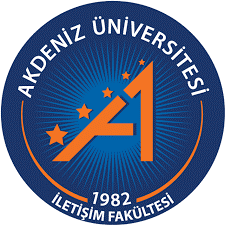 AKDENİZ ÜNİVERSİTESİ
1982
İLETİŞİM FAKÜLTESİ